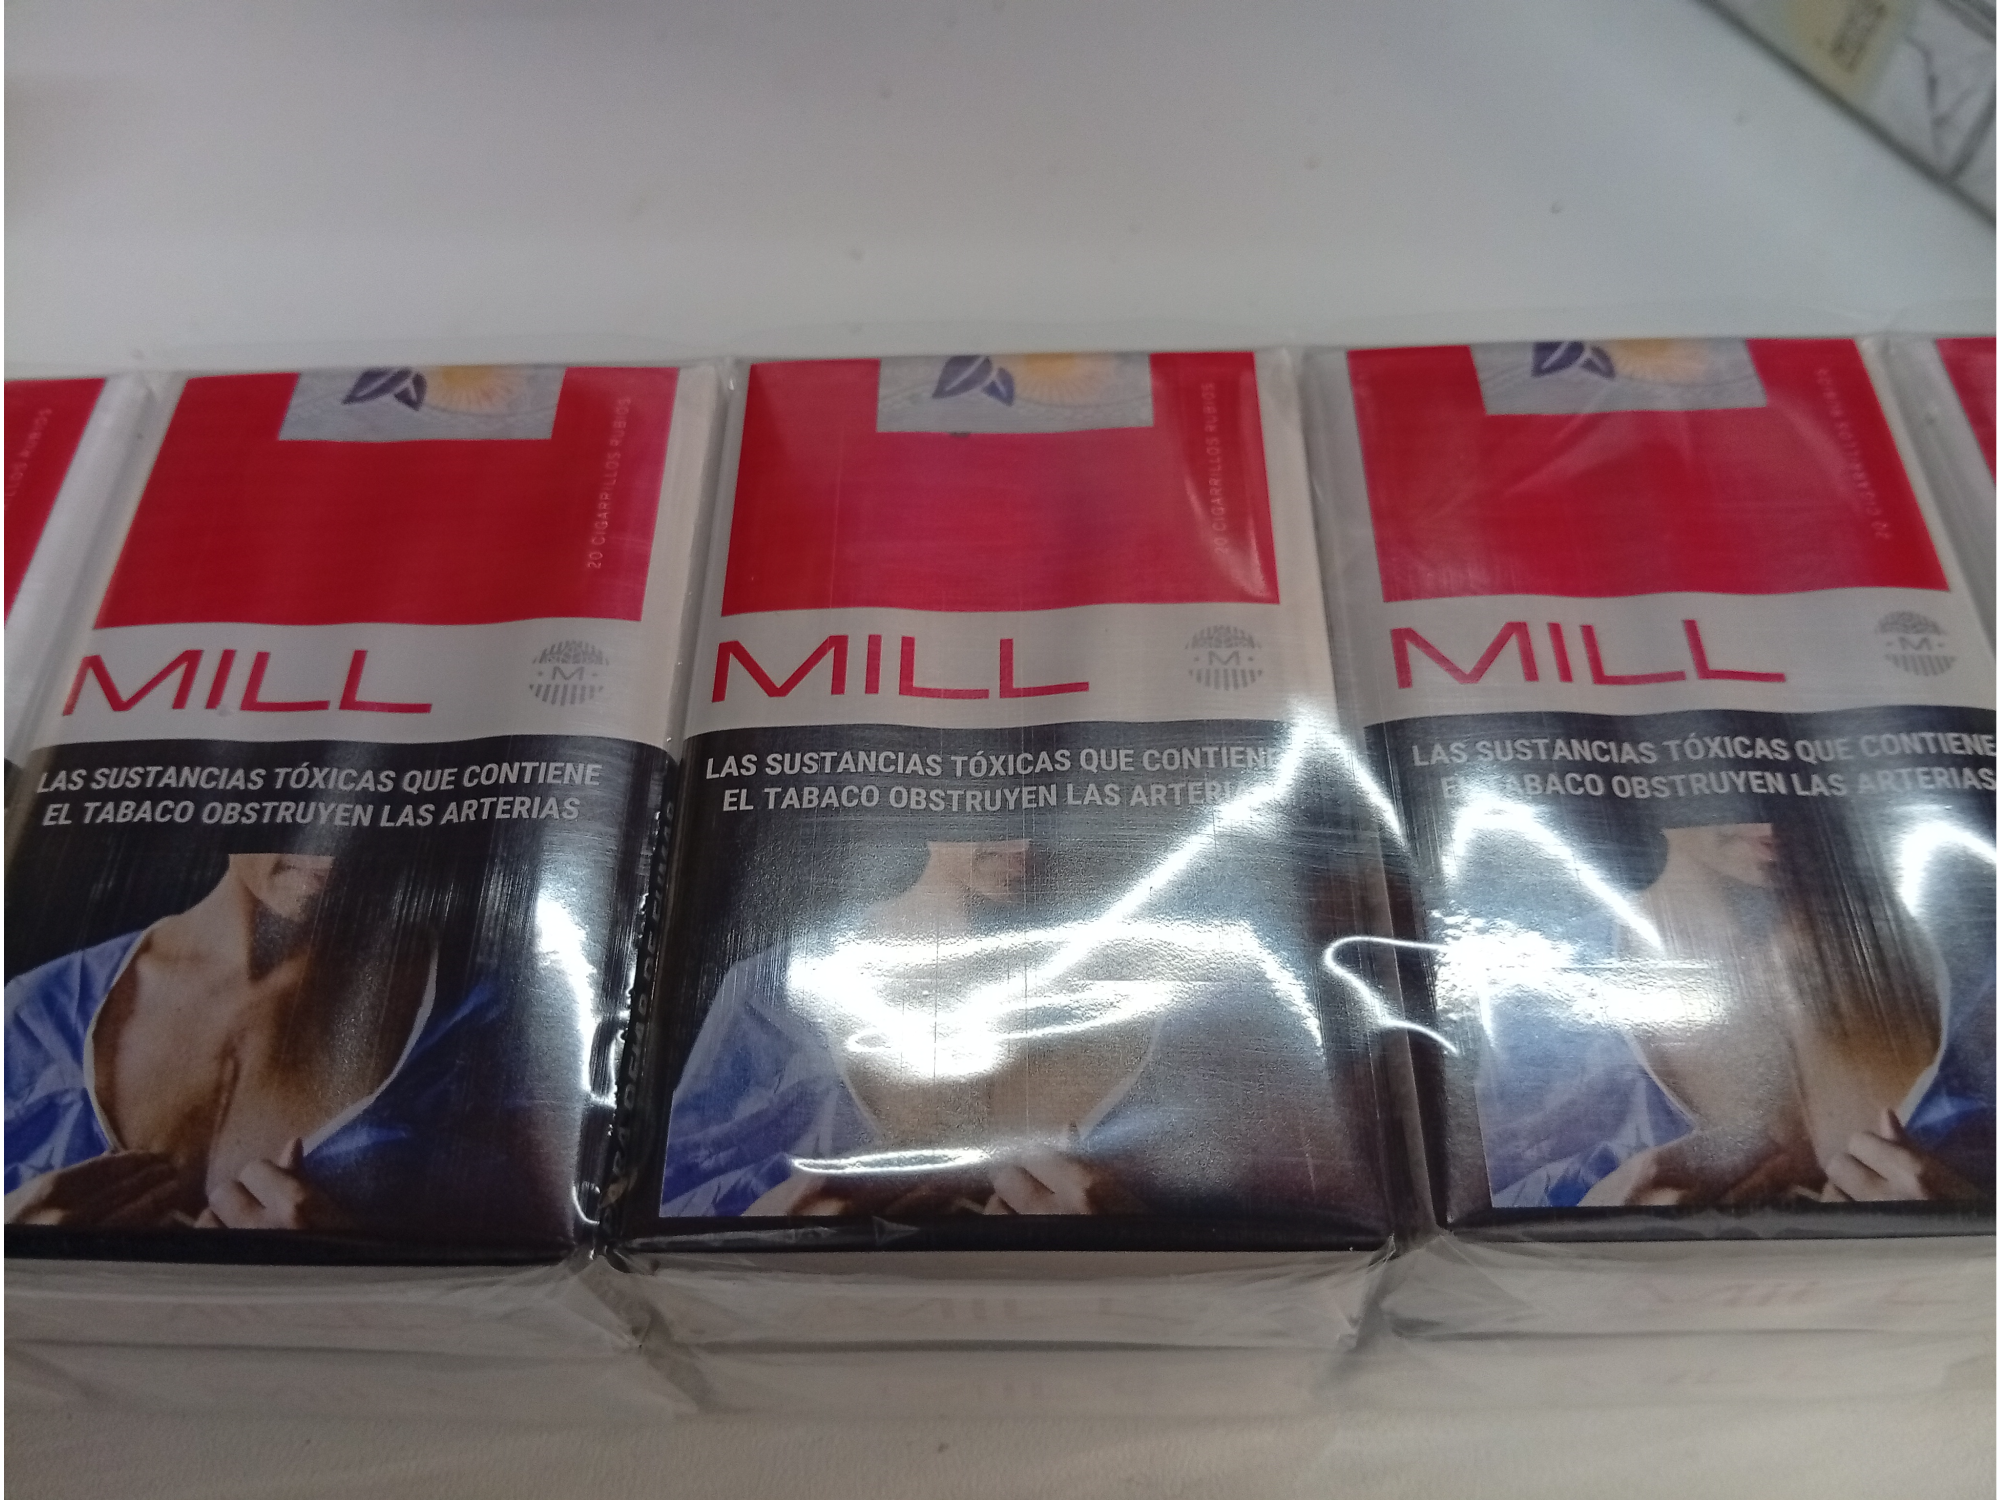 20 CIGARRILLOS RUBIOS
MILL
·M·
LAS SUSTANCIAS TÓXICAS QUE CONTIENE
EL TABACO OBSTRUYEN LAS ARTERIAS
20 CIGARRILLOS RUBIOS
MILL
·M·
LAS SUSTANCIAS TÓXICAS QUE CONTIENE
EL TABACO OBSTRUYEN LAS ARTERIAS
20 CIGARRILLOS RUBIOS
MILL
·M·
LAS SUSTANCIAS TÓXICAS QUE CONTIENE
EL TABACO OBSTRUYEN LAS ARTERIAS
MILL
MILL